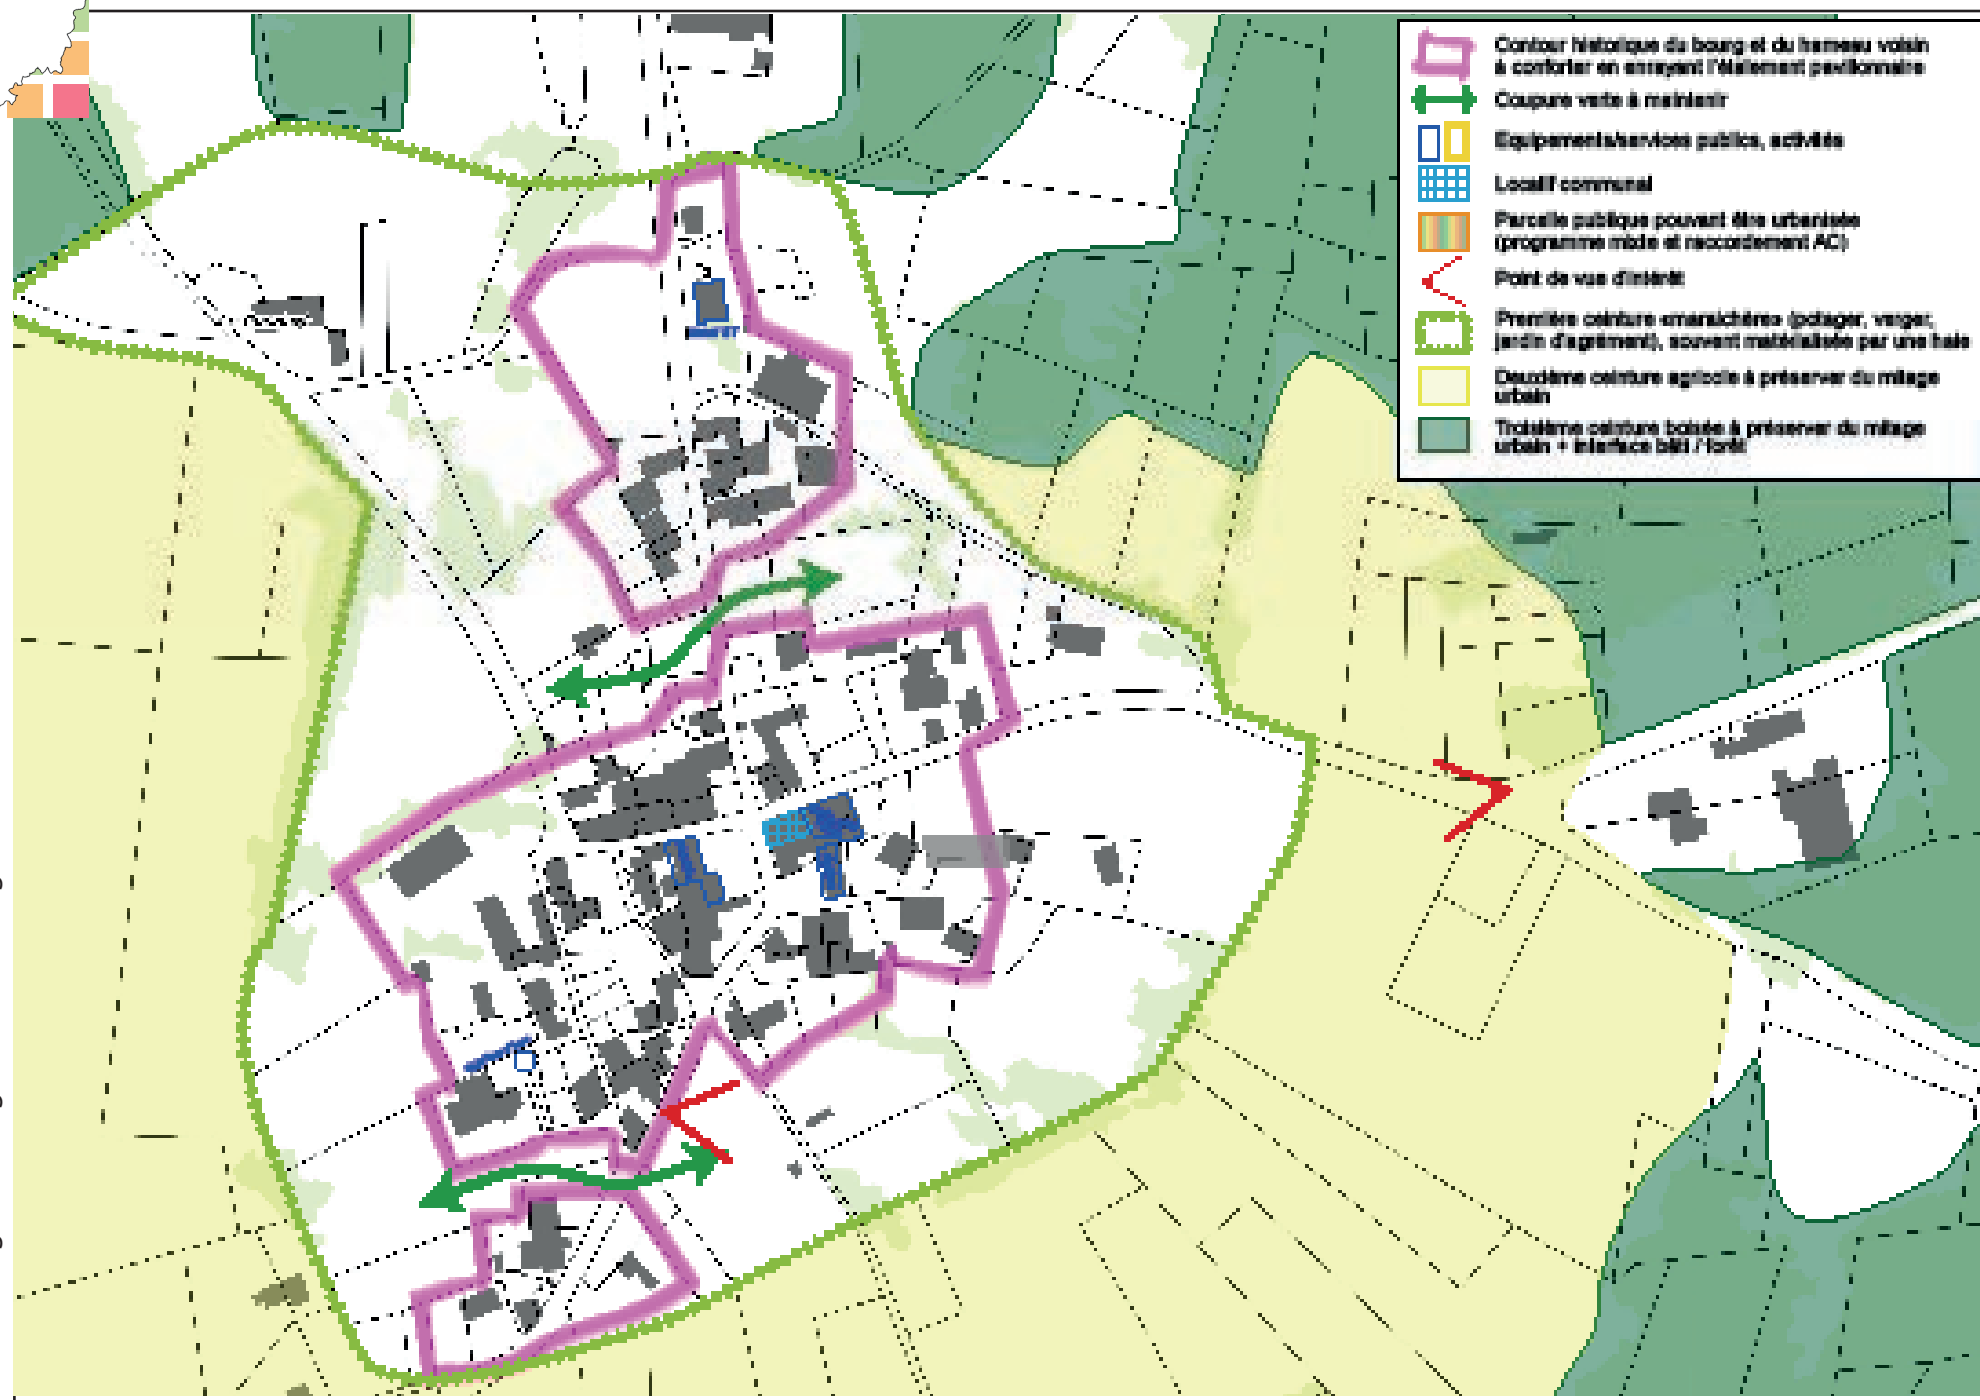 Contour historique du bourg et du hameau voisin
à conforter en enrayant l'étalement pavillonnaire
Coupure verte à maintenir
Equipements/services publics, activités
Locatif communal
Parcelle publique pouvant être urbanisée
(programme mixte et raccordement AC)
Point de vue d'intérêt
Première ceinture «maraîchère» (potager, verger,
jardin d'agrément), souvent matérialisée par une haie
Deuxième ceinture agricole à préserver du mitage
urbain
Troisième ceinture boisée à préserver du mitage
urbain + interface bâti / forêt